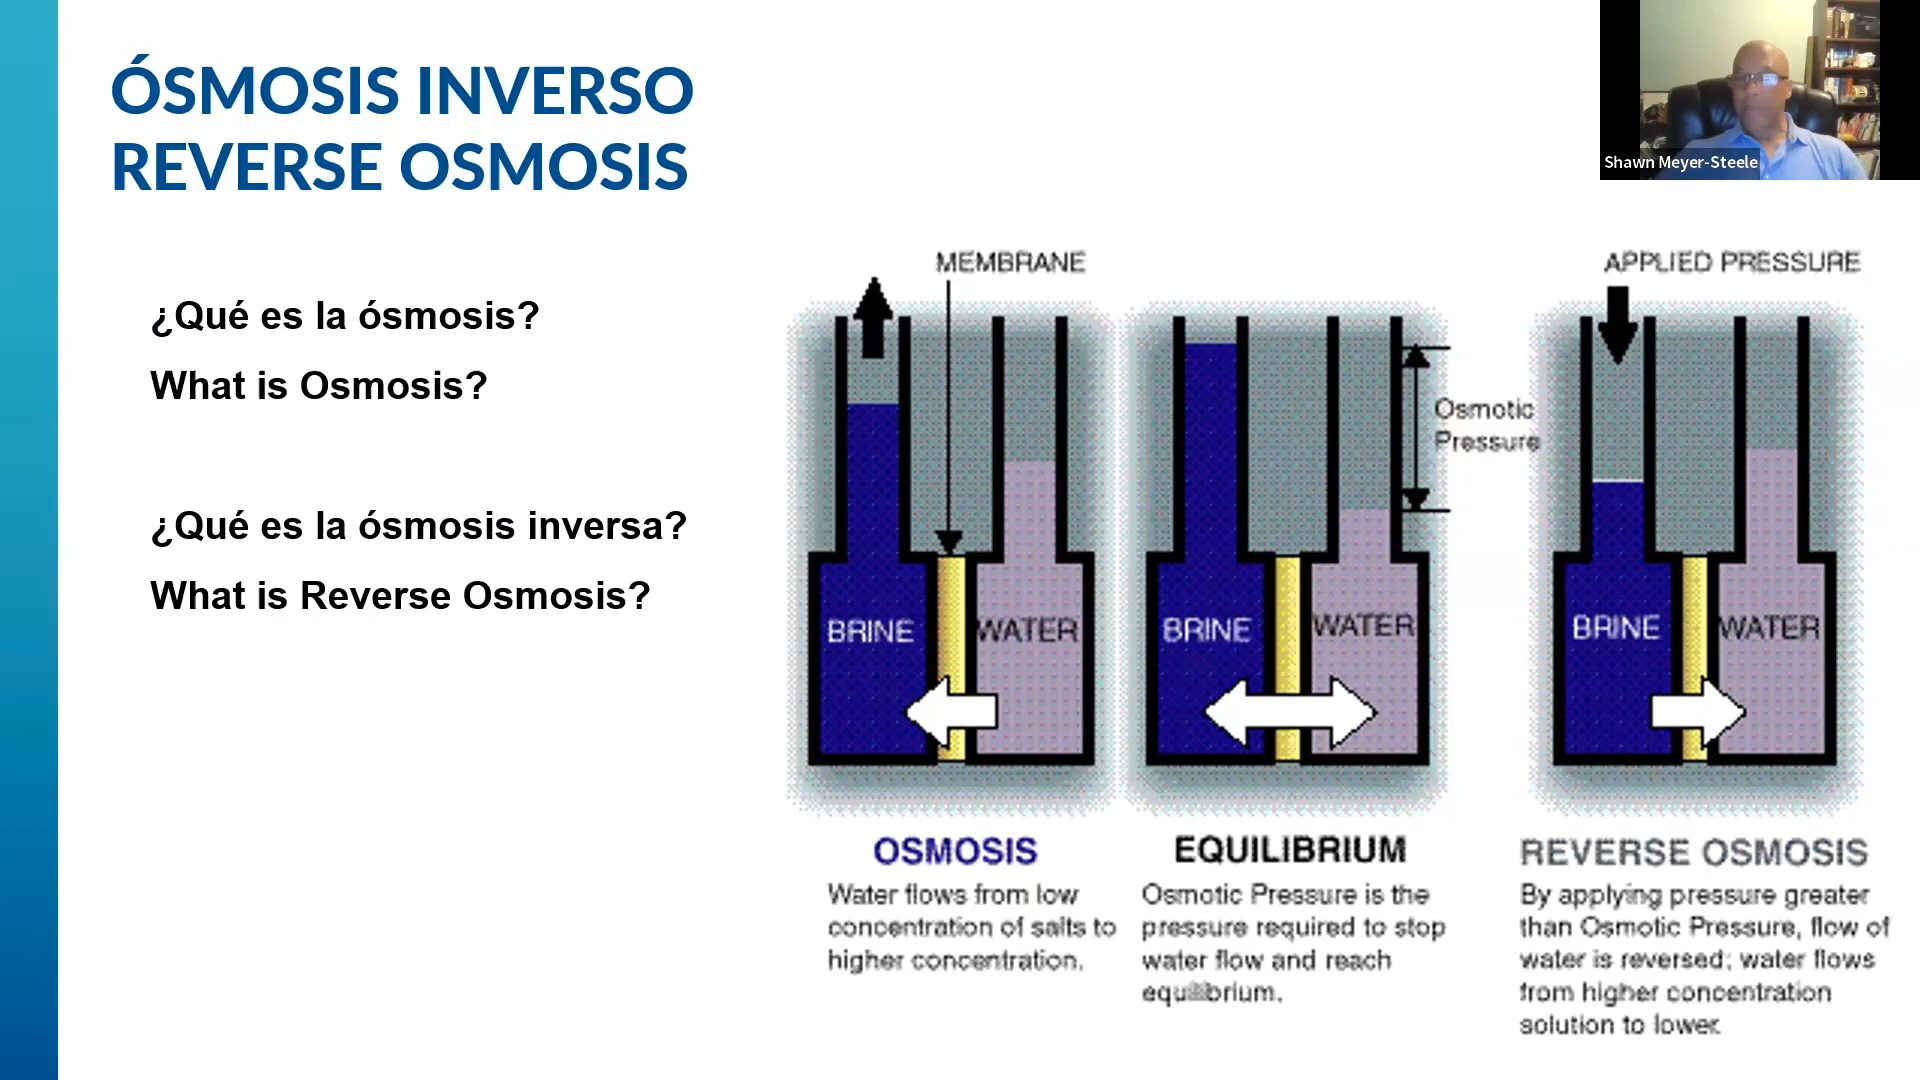 ÓSMOSIS INVERSO
REVERSE OSMOSIS
Shawn Meyer-Steele
¿Qué es la ósmosis?
What is Osmosis?
¿Qué es la ósmosis inversa?
What is Reverse Osmosis?
MEMBRANE
APPLIED PRESSURE
Osmotic
Pressure
BRINE
WATER
BRINE
WATER
BRINE
WATER
OSMOSIS
Water flows from low
concentration of salts to
higher concentration.
EQUILIBRIUM
Osmotic Pressure is the
pressure required to stop
water flow and reach
equilibrium.
REVERSE OSMOSIS
By applying pressure greater
than Osmotic Pressure, flow of
water is reversed; water flows
from higher concentration
solution to lower.